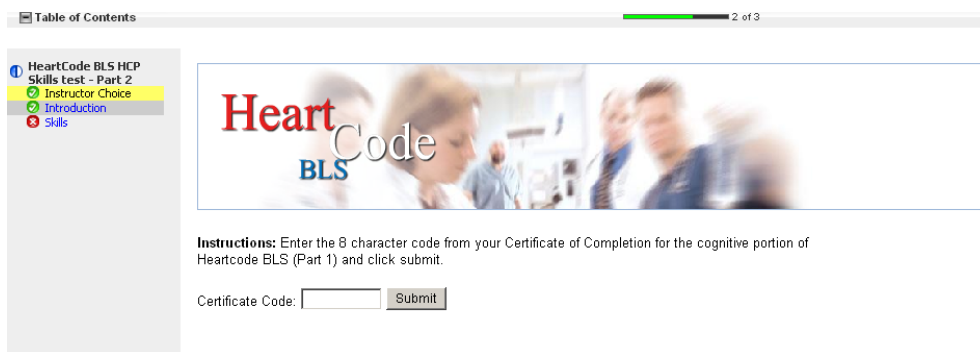 Table of Contents
2 of 3
HeartCode BLS HCP
Skills test - Part 2
Instructor Choice
Introduction
Skills
Heart
Code
BLS
Instructions: Enter the 8 character code from your Certificate of Completion for the cognitive portion of
Heartcode BLS (Part 1) and click submit.
Certificate Code: Submit